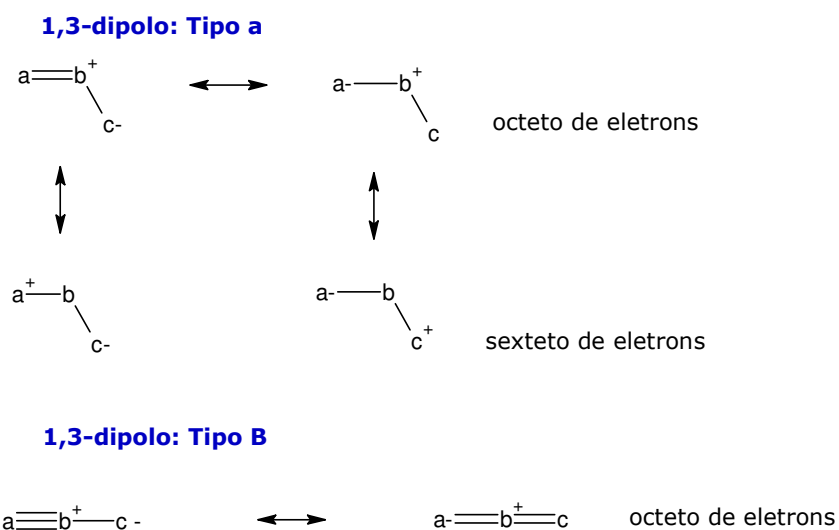 1,3-dipolo: Tipo a
a b+ a- b+
c- c octeto de eletrons
a+ b a- b
c- c+ sexteto de eletrons
1,3-dipolo: Tipo B
a b+ c - a- b+ c octeto de eletrons